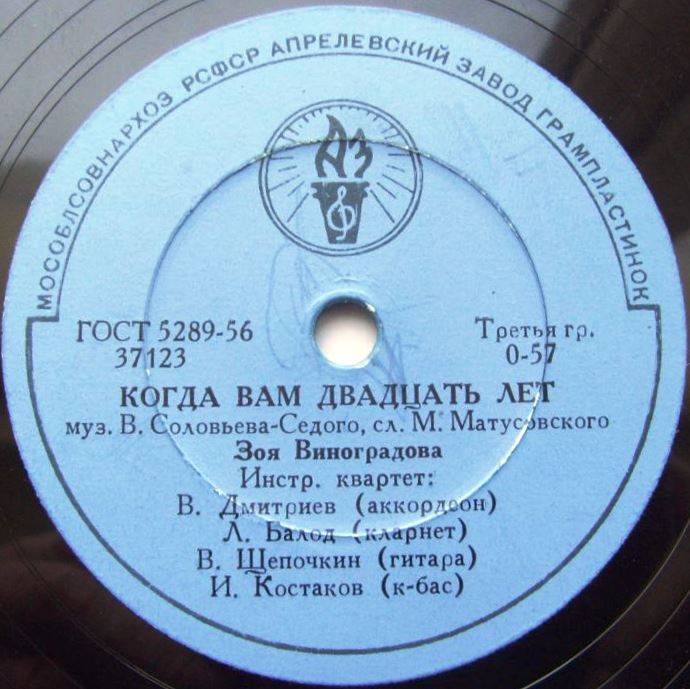 МОСОБЛСОВНАРХОЗ РСФСР АПРЕЛЕВСКИЙ ЗАВОД ГРАМПЛАСТИНОК
АЗ
ГОСТ 5289-56
37123
Третья гр.
0-57
КОГДА ВАМ ДВАДЦАТЬ ЛЕТ
муз. В. Соловьева-Седого, сл. М. Матусовского
Зоя Виноградова
Инстр. квартет:
В. Дмитриев (аккордеон)
Л. Балод (кларнет)
В. Щепочкин (гитара)
И. Костаков (к-бас)